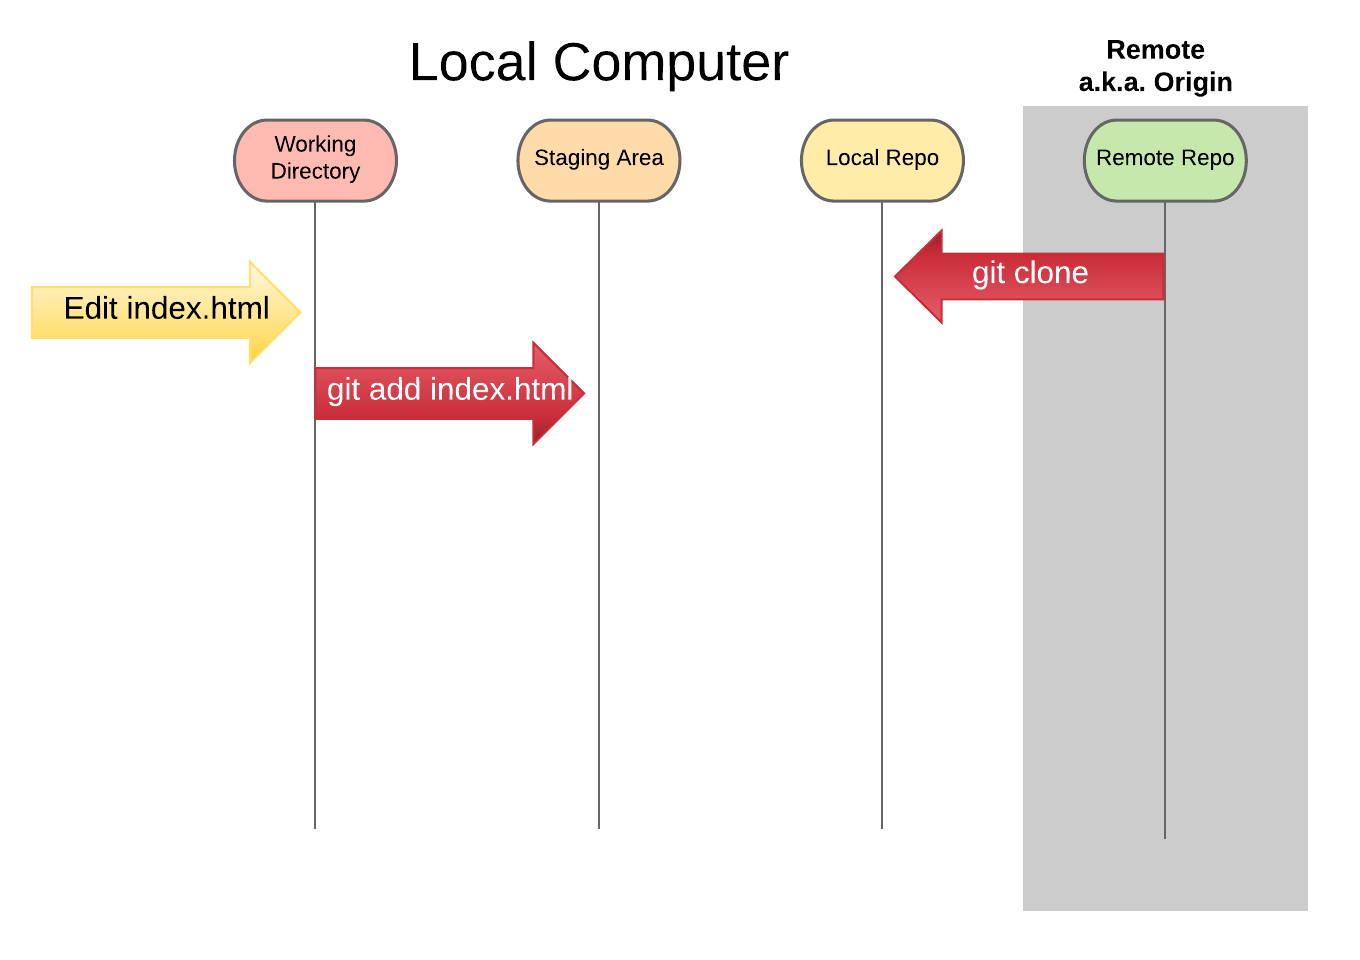 Local Computer
Remote
a.k.a. Origin
Working
Directory
Staging Area
Local Repo
Remote Repo
git clone
Edit index.html
git add index.html